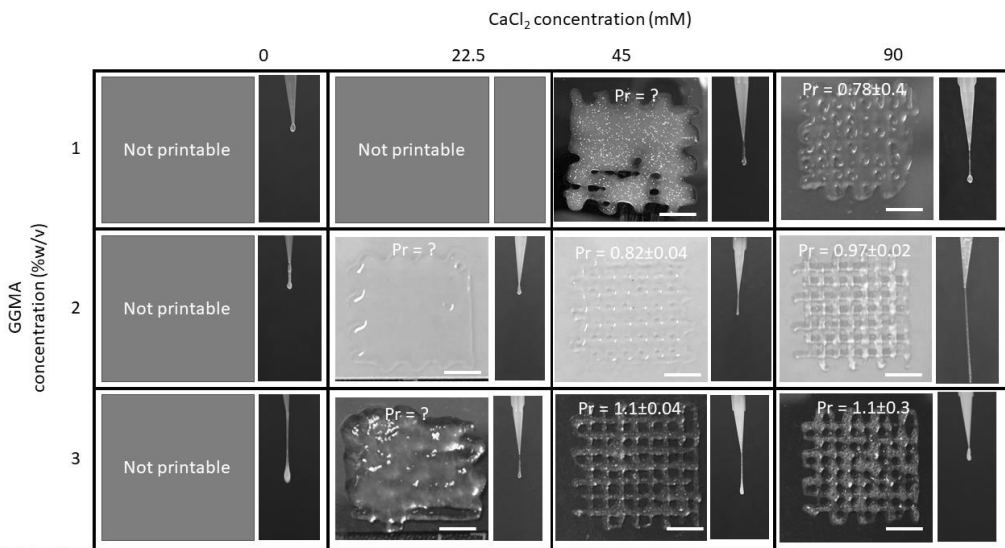 CaCl₂ concentration (mM)
0 22.5 45 90
GGMA
concentration (%w/v)
1
Not printable
Not printable
Pr = ?
Pr = 0.78±0.4
2
Not printable
Pr = ?
Pr = 0.82±0.04
Pr = 0.97±0.02
3
Not printable
Pr = ?
Pr = 1.1±0.04
Pr = 1.1±0.3